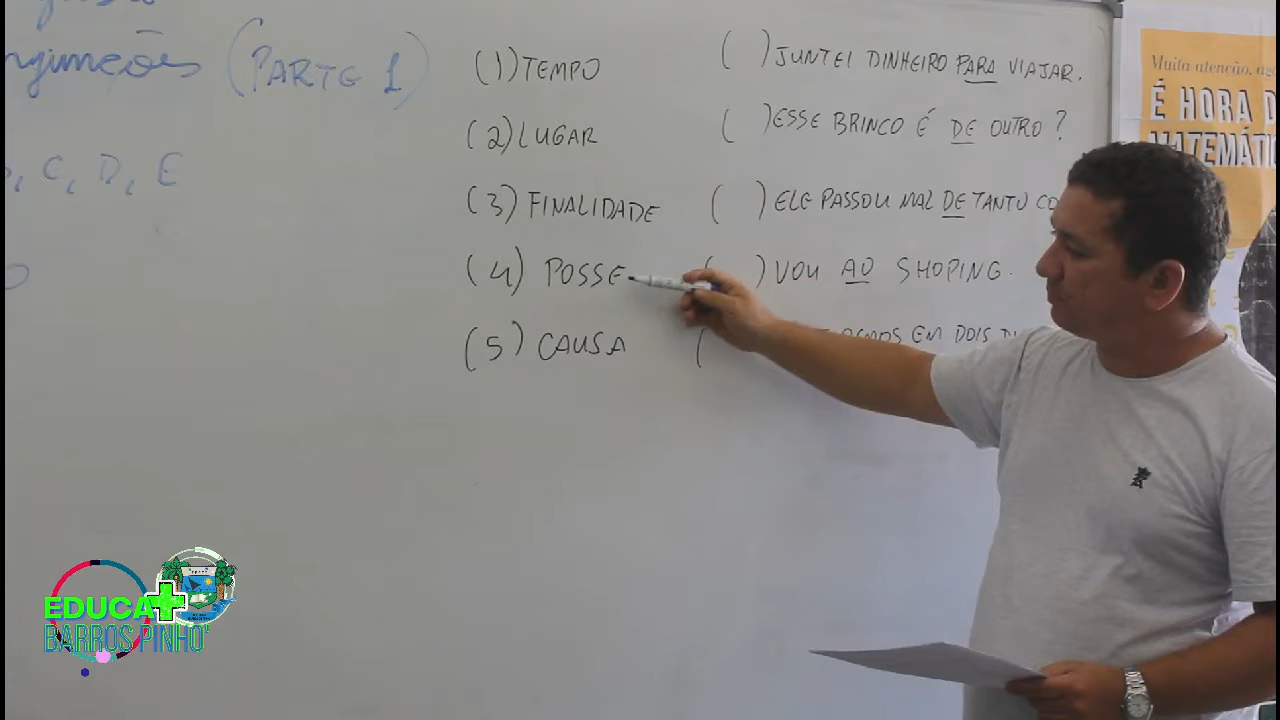 (PARTE 1)
C, D, E
(1) TEMPO
(2) LUGAR
(3) FINALIDADE
(4) POSSE
(5) CAUSA
( ) JUNTEI DINHEIRO PARA VIAJAR.
( ) ESSE BRINCO É DE OUTRO?
( ) ELE PASSOU MAL DE TANTO
( ) VOU AO SHOPING.
( EM DOIS
Muita atenção,
É HORA
MATEMÁTI
EDUCA+
BARROS PINHO